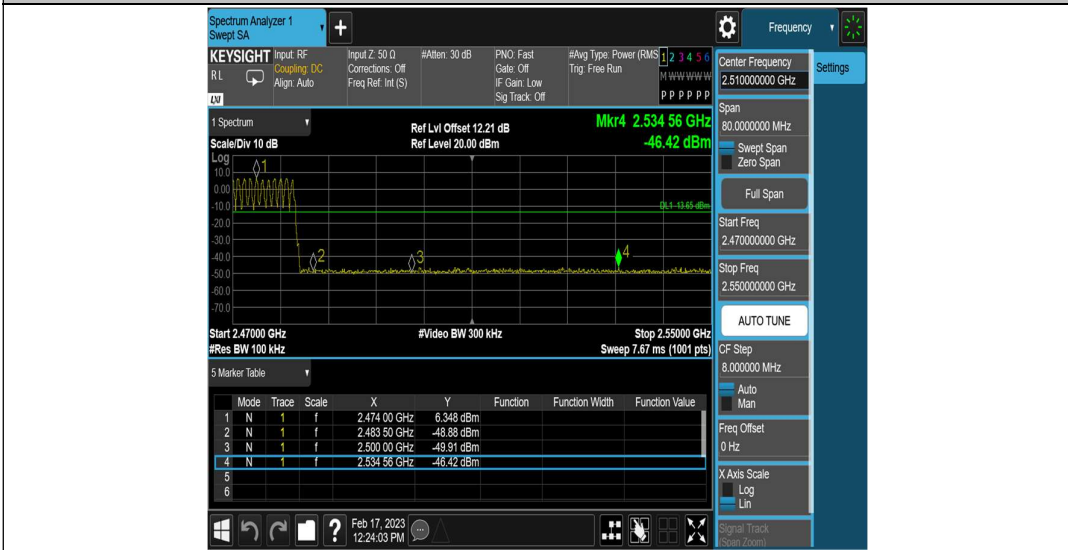 Spectrum Analyzer 1
Swept SA
Frequency
KEYSIGHT
RL
LXI
Input: RF
Coupling: DC
Align: Auto
Input Z: 50 Ω
Corrections: Off
Freq Ref: Int (S)
#Atten: 30 dB
PNO: Fast
Gate: Off
IF Gain: Low
Sig Track: Off
#Avg Type: Power (RMS
Trig: Free Run
1 2 3 4 5 6
M W W W W W
P P P P P P
1 Spectrum
Scale/Div 10 dB
Ref Lvl Offset 12.21 dB
Ref Level 20.00 dBm
Mkr4 2.534 56 GHz
-46.42 dBm
Log
10.0
0.00
-10.0
-20.0
-30.0
-40.0
-50.0
-60.0
-70.0
1
2
3
4
DL1 -13.65 dBm
Start 2.47000 GHz
#Video BW 300 kHz
Stop 2.55000 GHz
#Res BW 100 kHz
Sweep 7.67 ms (1001 pts)
5 Marker Table
Mode Trace Scale X Y Function Function Width Function Value
1 N 1 f 2.474 00 GHz 6.348 dBm
2 N 1 f 2.483 50 GHz -48.88 dBm
3 N 1 f 2.500 00 GHz -49.91 dBm
4 N 1 f 2.534 56 GHz -46.42 dBm
5
6
?
Feb 17, 2023
12:24:03 PM
Center Frequency
2.510000000 GHz
Settings
Span
80.0000000 MHz
Swept Span
Zero Span
Full Span
Start Freq
2.470000000 GHz
Stop Freq
2.550000000 GHz
AUTO TUNE
CF Step
8.000000 MHz
Auto
Man
Freq Offset
0 Hz
X Axis Scale
Log
Lin
Signal Track
(Span Zoom)